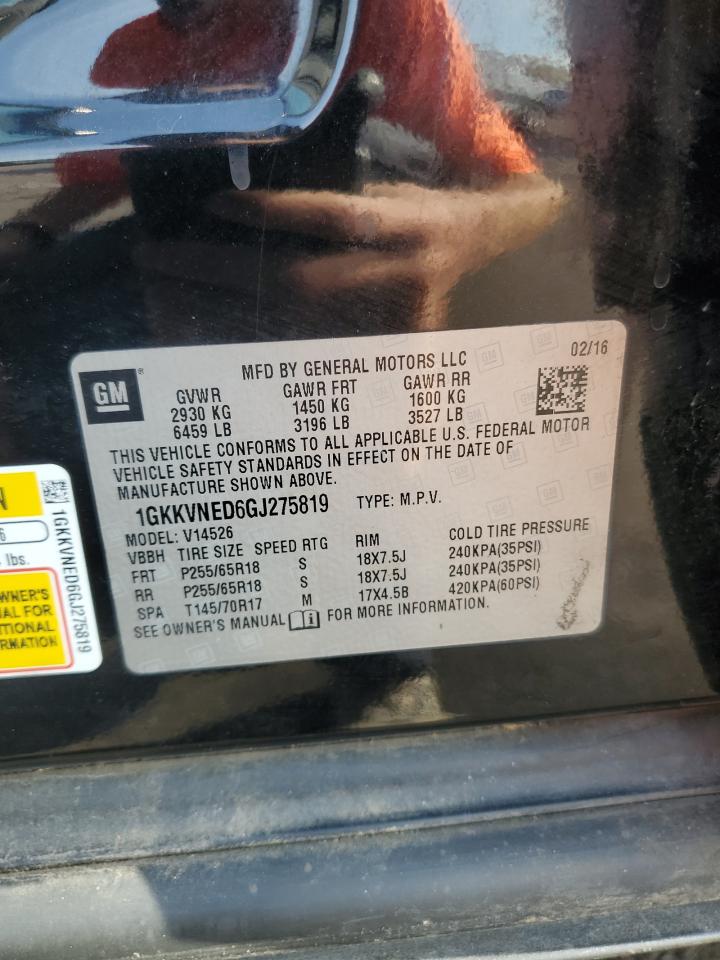 GM
MFD BY GENERAL MOTORS LLC
02/16
GVWR GAWR FRT GAWR RR
2930 KG 1450 KG 1600 KG
6459 LB 3196 LB 3527 LB
THIS VEHICLE CONFORMS TO ALL APPLICABLE U.S. FEDERAL MOTOR
VEHICLE SAFETY STANDARDS IN EFFECT ON THE DATE OF
MANUFACTURE SHOWN ABOVE.
1GKKVNED6GJ275819 TYPE: M.P.V.
MODEL: V14526
VBBH TIRE SIZE SPEED RTG RIM COLD TIRE PRESSURE
FRT P255/65R18 S 18X7.5J 240KPA(35PSI)
RR P255/65R18 S 18X7.5J 240KPA(35PSI)
SPA T145/70R17 M 17X4.5B 420KPA(60PSI)
SEE OWNER'S MANUAL FOR MORE INFORMATION.
N
6
lbs.
OWNER'S
FOR
1GKKVNED6GJ275819